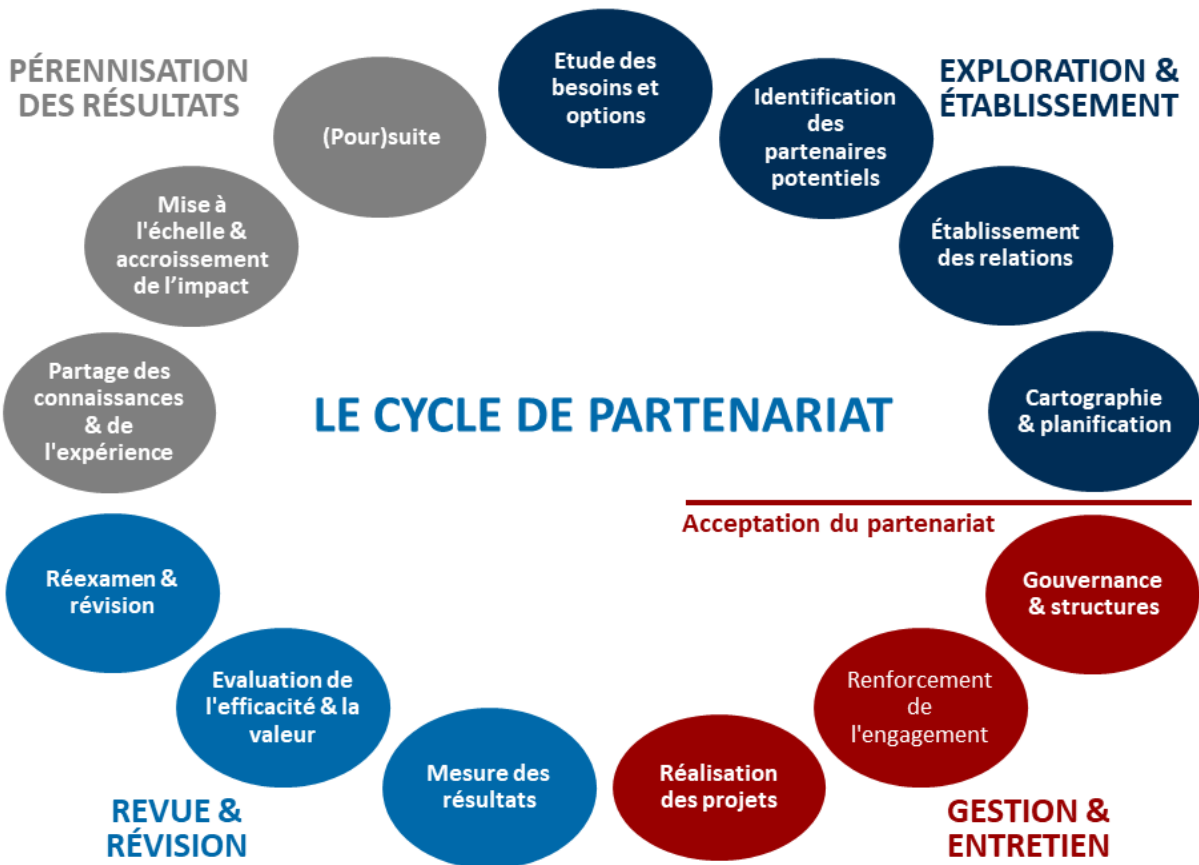 PÉRENNISATION
DES RÉSULTATS
(Pour)suite
Etude des
besoins et
options
Identification
des
partenaires
potentiels
EXPLORATION &
ÉTABLISSEMENT
Mise à
l'échelle &
accroissement
de l’impact
Établissement
des relations
Partage des
connaissances
& de
l'expérience
LE CYCLE DE PARTENARIAT
Cartographie
& planification
Acceptation du partenariat
Réexamen &
révision
Gouvernance
& structures
Evaluation de
l'efficacité & la
valeur
Renforcement
de
l'engagement
Mesure des
résultats
Réalisation
des projets
REVUE &
RÉVISION
GESTION &
ENTRETIEN